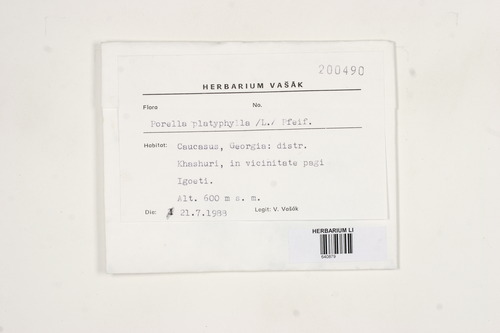 200490
HERBARIUM VAŠÁK
Flora No.
Porella platyphylla /L./ Pfeif.
Habitat: Caucasus, Georgia: distr.
Khashuri, in vicinitate pagi
Igoeti.
Alt. 600 m s. m.
Die: 21.7.1988 Legit: V. Vašák
HERBARIUM LI